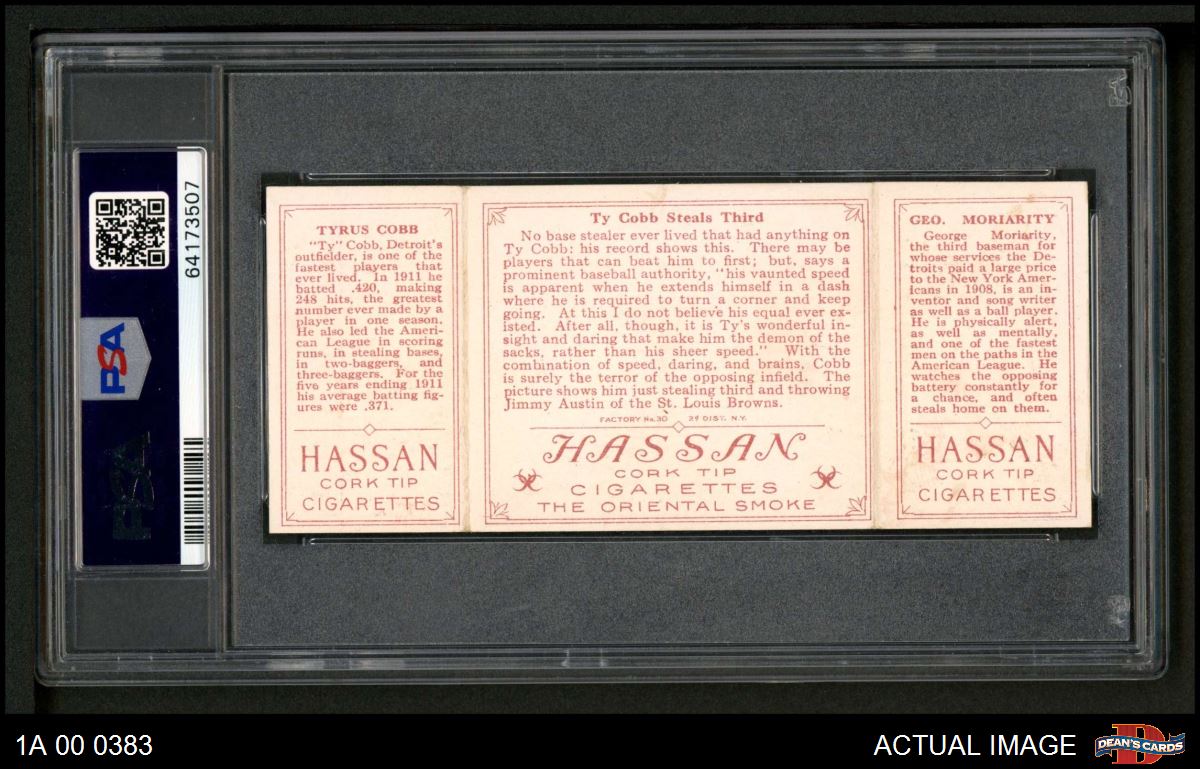 64173507
PSA
TYRUS COBB
"Ty" Cobb, Detroit's
outfielder, is one of the
fastest players that
ever lived. In 1911 he
batted .420, making
248 hits, the greatest
number ever made by a
player in one season.
He also led the Ameri-
can League in scoring
runs, in stealing bases,
in two-baggers, and
three-baggers. For the
five years ending 1911
his average batting fig-
ures were .371.
HASSAN
CORK TIP
CIGARETTES
Ty Cobb Steals Third
No base stealer ever lived that had anything on
Ty Cobb: his record shows this. There may be
players that can beat him to first; but, says a
prominent baseball authority, "his vaunted speed
is apparent when he extends himself in a dash
where he is required to turn a corner and keep
going. At this I do not believe his equal ever ex-
isted. After all, though, it is Ty's wonderful in-
sight and daring that make him the demon of the
sacks, rather than his sheer speed." With the
combination of speed, daring, and brains, Cobb
is surely the terror of the opposing infield. The
picture shows him just stealing third and throwing
Jimmy Austin of the St. Louis Browns.
FACTORY No. 30 2d DIST. N.Y.
HASSAN
CORK TIP
CIGARETTES
THE ORIENTAL SMOKE
GEO. MORIARITY
George Moriarity,
the third baseman for
whose services the De-
troits paid a large price
to the New York Amer-
icans in 1908, is an in-
ventor and song writer
as well as a ball player.
He is physically alert,
as well as mentally,
and one of the fastest
men on the paths in the
American League. He
watches the opposing
battery constantly for
a chance, and often
steals home on them.
HASSAN
CORK TIP
CIGARETTES
1A 00 0383
ACTUAL IMAGE
DEAN'S CARDS